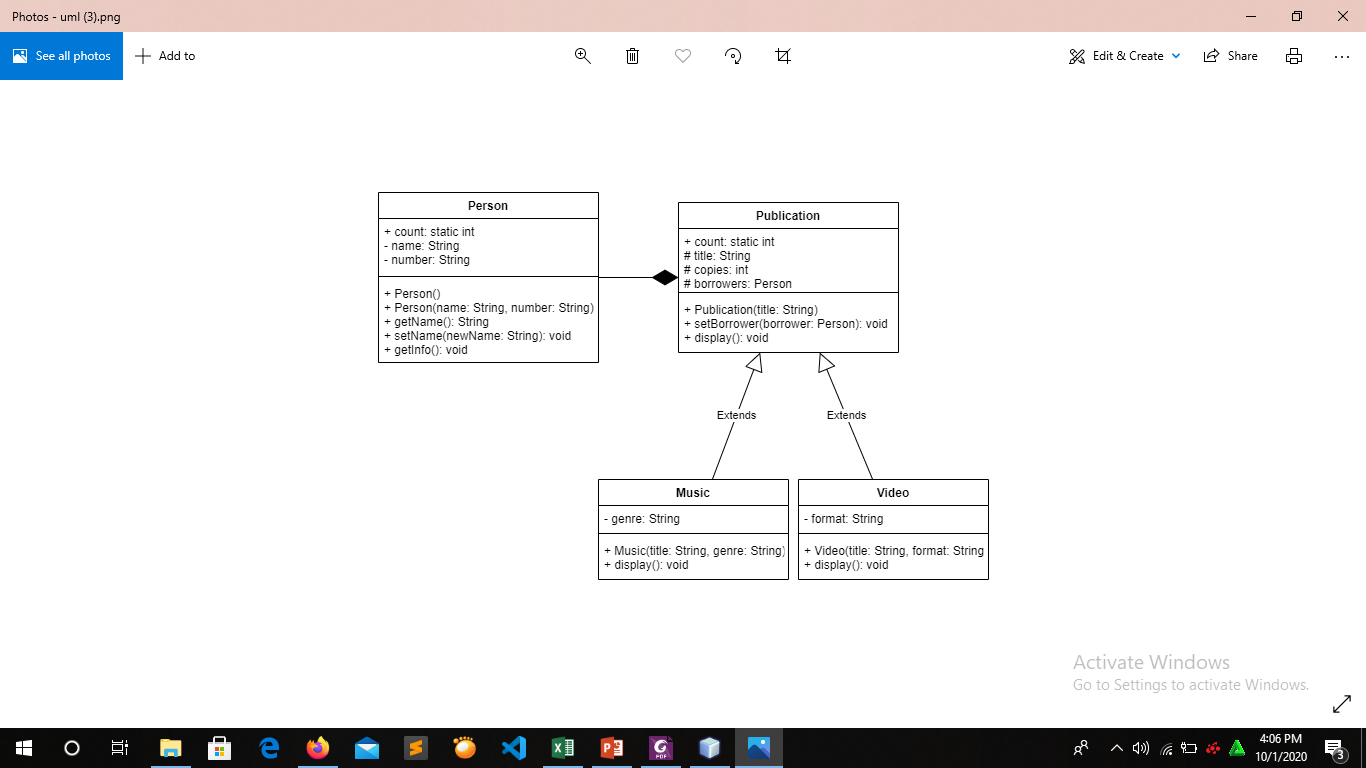 Photos - uml (3).png
See all photos
Add to
Edit & Create
Share
Person
+ count: static int
- name: String
- number: String
+ Person()
+ Person(name: String, number: String)
+ getName(): String
+ setName(newName: String): void
+ getInfo(): void
Publication
+ count: static int
# title: String
# copies: int
# borrowers: Person
+ Publication(title: String)
+ setBorrower(borrower: Person): void
+ display(): void
Extends
Extends
Music
- genre: String
+ Music(title: String, genre: String)
+ display(): void
Video
- format: String
+ Video(title: String, format: String
+ display(): void
Activate Windows
Go to Settings to activate Windows.
4:06 PM
10/1/2020
3